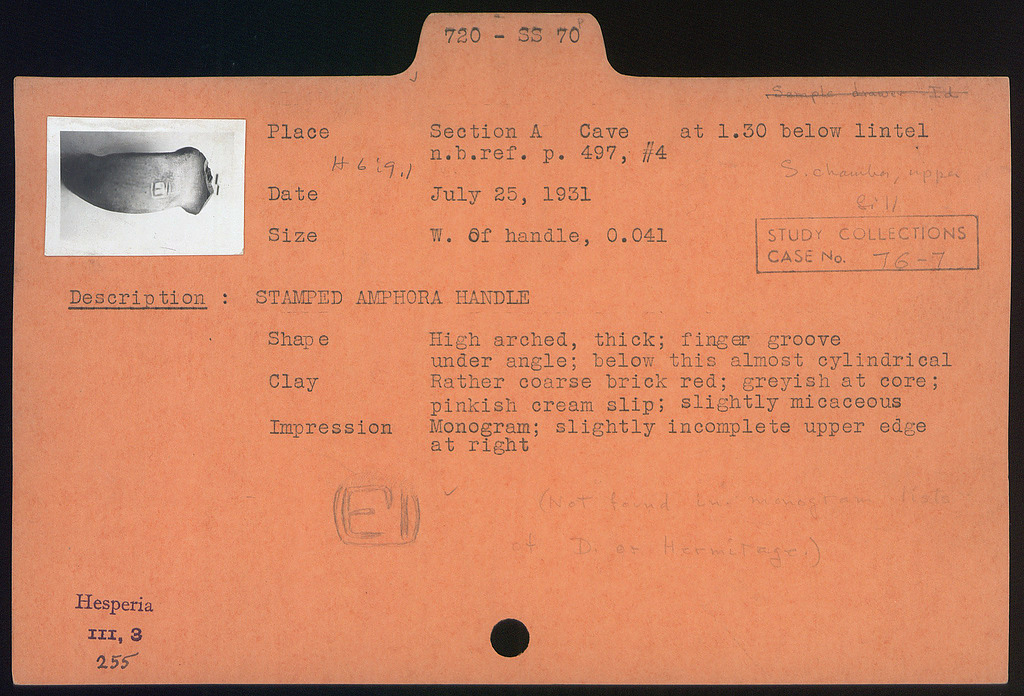 720 - SS 70
P
Sample drawer Id
Place Section A Cave at 1.30 below lintel
n.b.ref. p. 497, #4
H 6:9.1
S. chamber, upper
fill
Date July 25, 1931
Size W. of handle, 0.041
STUDY COLLECTIONS
CASE No. 76-7
Description : STAMPED AMPHORA HANDLE
Shape High arched, thick; finger groove
under angle; below this almost cylindrical
Clay Rather coarse brick red; greyish at core;
pinkish cream slip; slightly micaceous
Impression Monogram; slightly incomplete upper edge
at right
EI
(Not found monogram
D. or Hermitage.)
Hesperia
III, 3
255